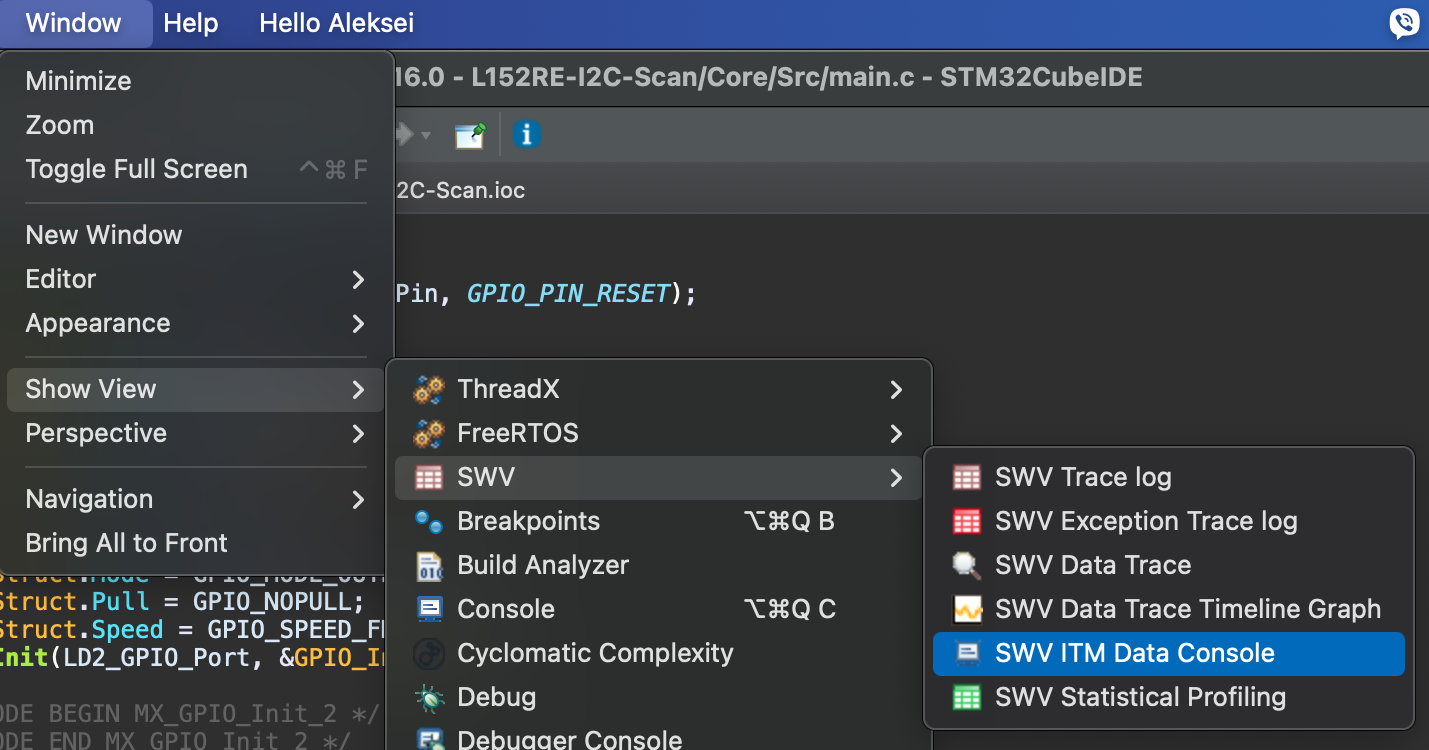 Window Help Hello Aleksei
Minimize
Zoom
Toggle Full Screen ^⌘F
New Window
Editor
Appearance
Show View
Perspective
Navigation
Bring All to Front
16.0 - L152RE-I2C-Scan/Core/Src/main.c - STM32CubeIDE
2C-Scan.ioc
Pin, GPIO_PIN_RESET);
ThreadX
FreeRTOS
SWV
Breakpoints ⌥⌘Q B
Build Analyzer
Console ⌥⌘Q C
Cyclomatic Complexity
Debug
Debugger Console
SWV Trace log
SWV Exception Trace log
SWV Data Trace
SWV Data Trace Timeline Graph
SWV ITM Data Console
SWV Statistical Profiling
Struct.Pull = GPIO_NOPULL;
Struct.Speed = GPIO_SPEED_F
Init(LD2_GPIO_Port, &GPIO_I
ODE BEGIN MX_GPIO_Init_2 */
ODE END MX_GPIO_Init_2 */